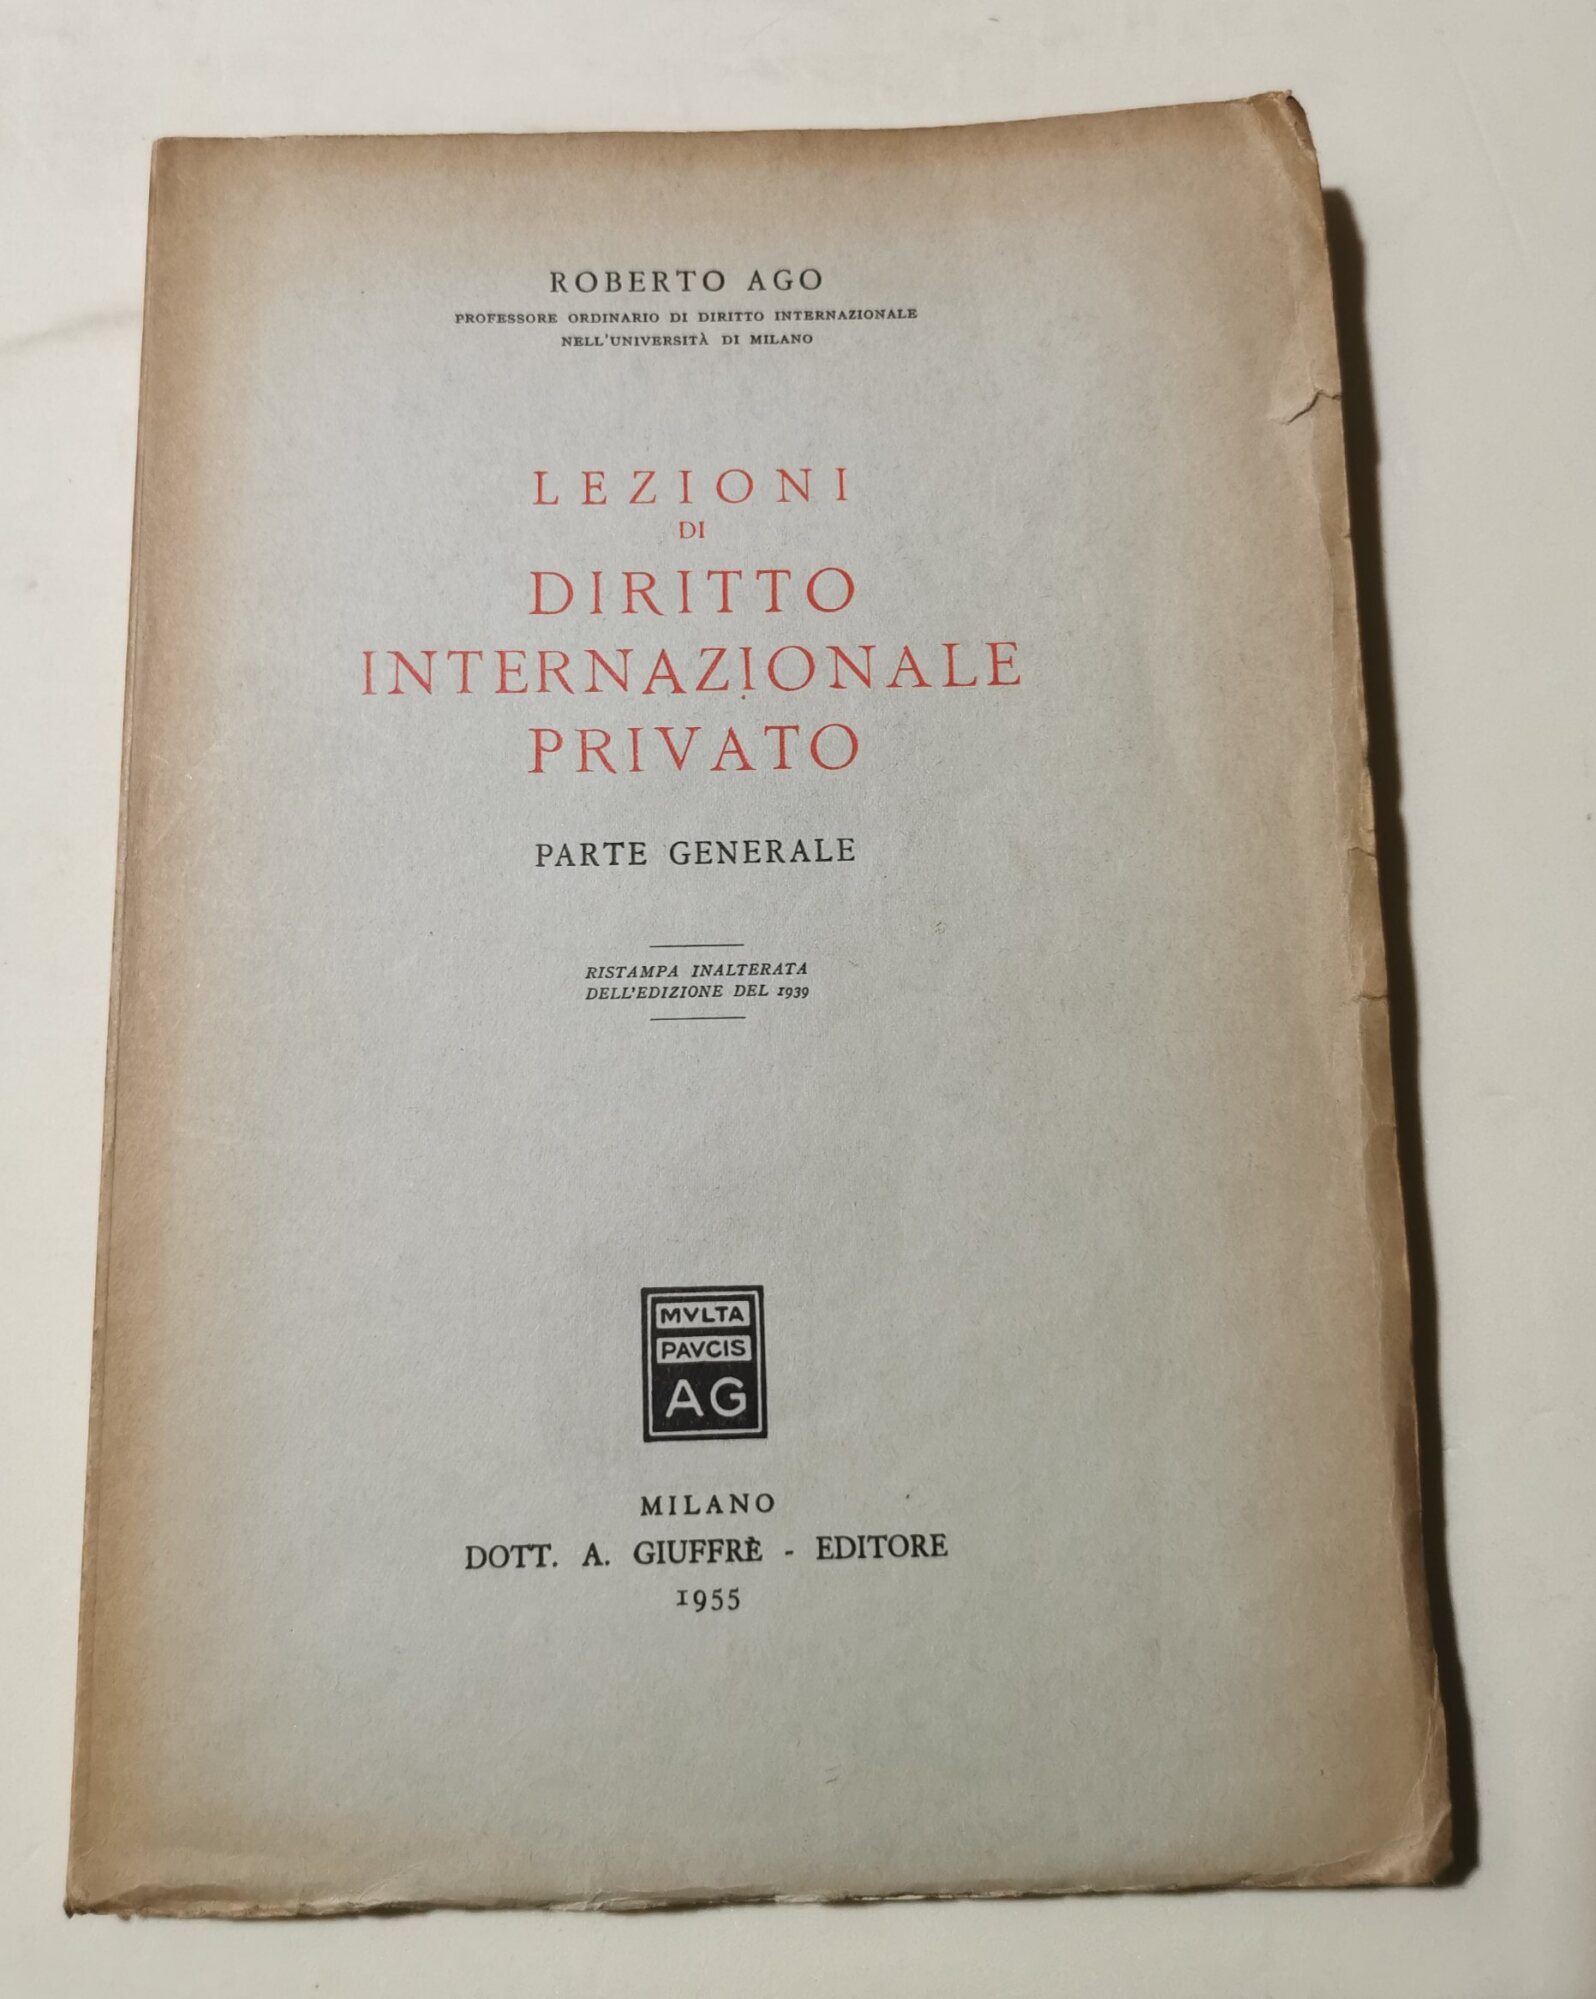 ROBERTO AGO
PROFESSORE ORDINARIO DI DIRITTO INTERNAZIONALE
NELL'UNIVERSITÀ DI MILANO
LEZIONI
DI
DIRITTO
INTERNAZIONALE
PRIVATO
PARTE GENERALE
RISTAMPA INALTERATA
DELL'EDIZIONE DEL 1939
MVLTA
PAVCIS
AG
MILANO
DOTT. A. GIUFFRÈ - EDITORE
1955